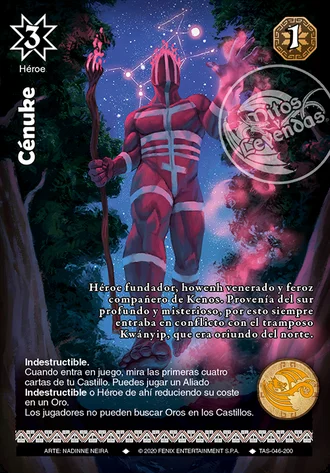 3
1
Héroe
Cénuke
Mitos y
Leyendas
Héroe fundador, howenh venerado y feroz
compañero de Kenos. Provenía del sur
profundo y misterioso, por esto siempre
entraba en conflicto con el tramposo
Kwányip, que era oriundo del norte.
Indestructible.
Cuando entra en juego, mira las primeras cuatro
cartas de tu Castillo. Puedes jugar un Aliado
Indestructible o Héroe de ahí reduciendo su coste
en un Oro.
Los jugadores no pueden buscar Oros en los Castillos.
ARTE: NADINNE NEIRA
© 2020 FENIX ENTERTAINMENT S.P.A.
TAS-046-200